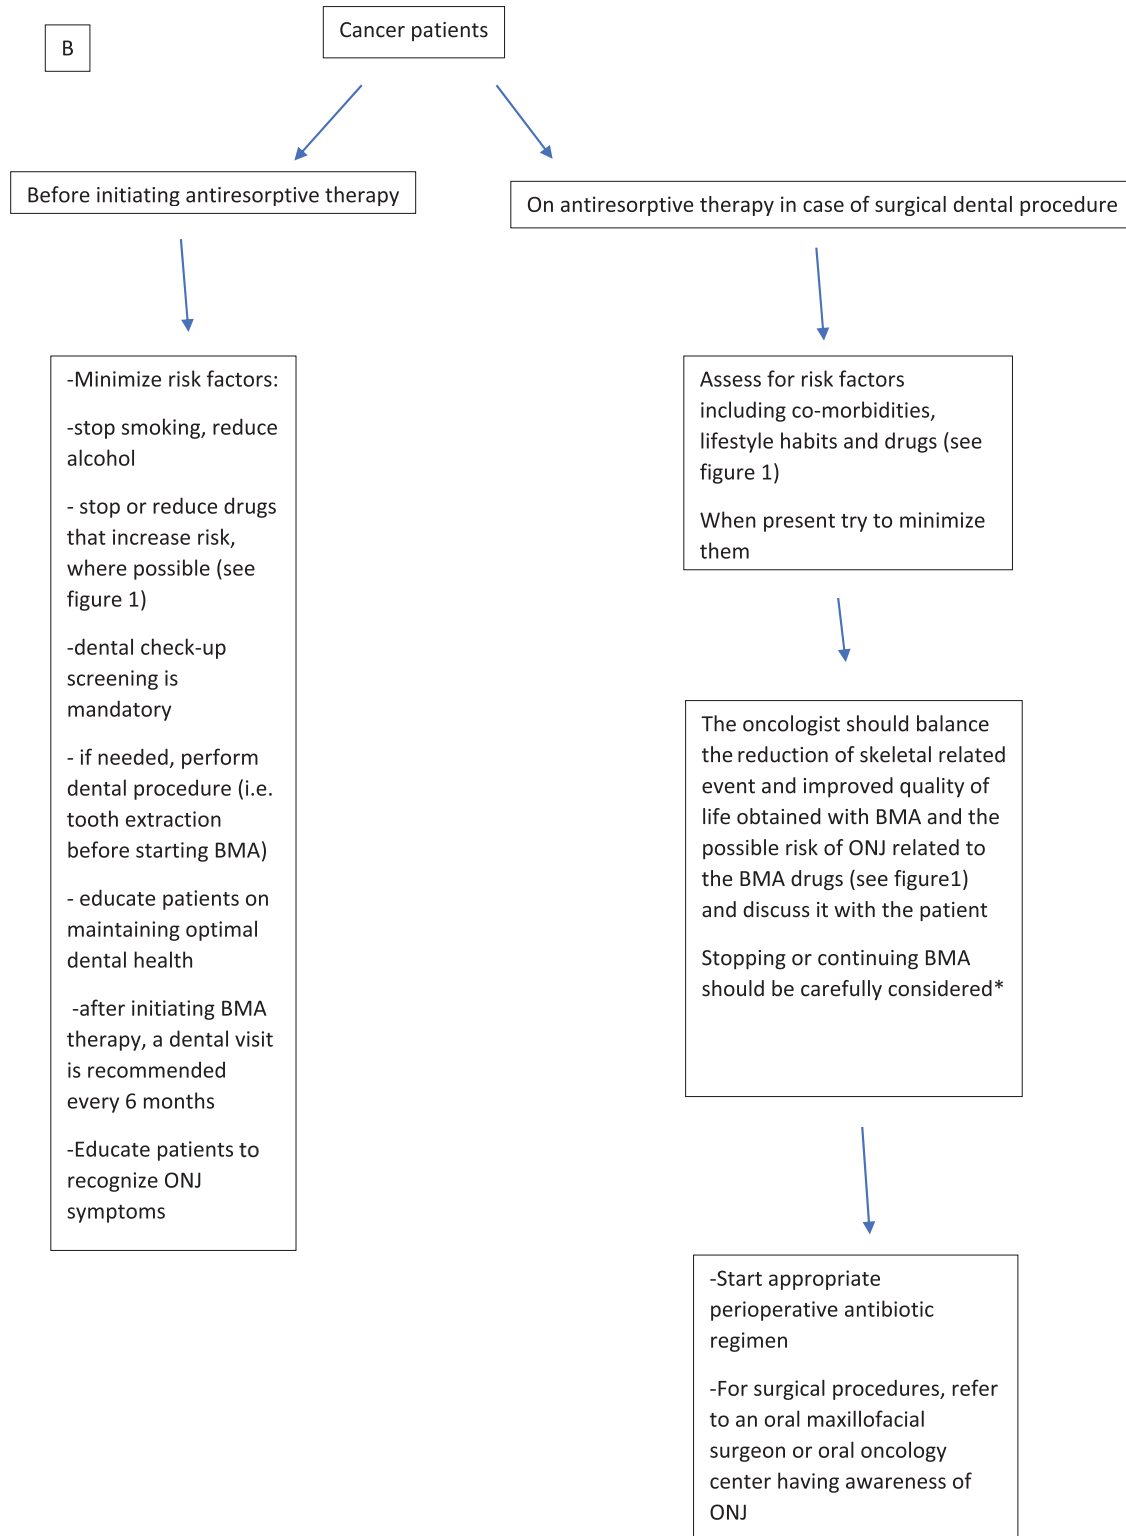 B
Cancer patients
Before initiating antiresorptive therapy
On antiresorptive therapy in case of surgical dental procedure
-Minimize risk factors:
-stop smoking, reduce
alcohol
- stop or reduce drugs
that increase risk,
where possible (see
figure 1)
-dental check-up
screening is
mandatory
- if needed, perform
dental procedure (i.e.
tooth extraction
before starting BMA)
- educate patients on
maintaining optimal
dental health
-after initiating BMA
therapy, a dental visit
is recommended
every 6 months
-Educate patients to
recognize ONJ
symptoms
Assess for risk factors
including co-morbidities,
lifestyle habits and drugs (see
figure 1)
When present try to minimize
them
The oncologist should balance
the reduction of skeletal related
event and improved quality of
life obtained with BMA and the
possible risk of ONJ related to
the BMA drugs (see figure1)
and discuss it with the patient
Stopping or continuing BMA
should be carefully considered*
-Start appropriate
perioperative antibiotic
regimen
-For surgical procedures, refer
to an oral maxillofacial
surgeon or oral oncology
center having awareness of
ONJ